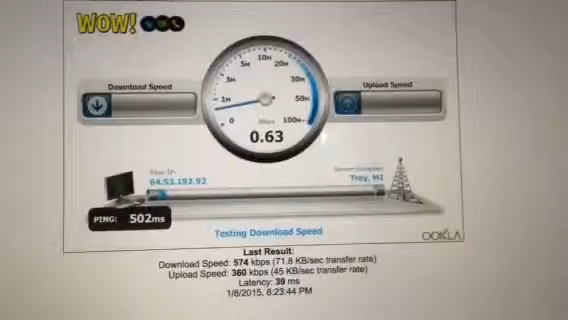 WOW!
Download Speed
Upload Speed
0
1M
3M
5M
10M
20M
30M
50M
100M
Mbps
0.63
Your IP:
64.53.192.92
Troy, MI
PING: 502ms
Testing Download Speed
OOKLA
Last Result:
Download Speed: 574 kbps (71.8 KB/sec transfer rate)
Upload Speed: 360 kbps (45 KB/sec transfer rate)
Latency: 39 ms
1/8/2015, 8:23:44 PM